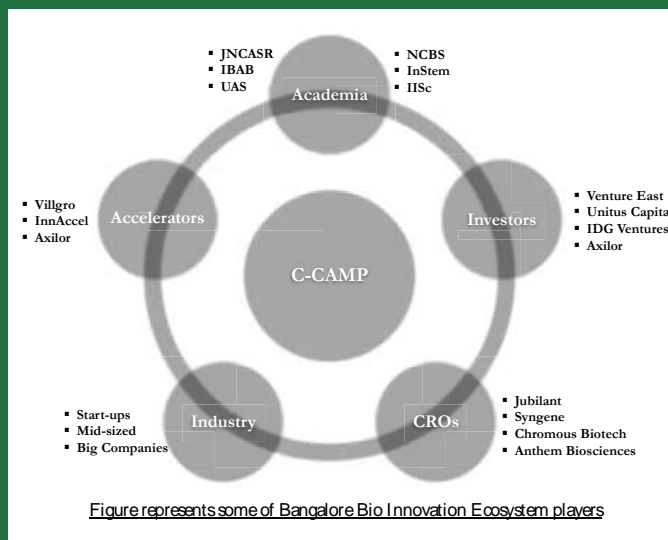 ▪ JNCASR
▪ IBAB
▪ UAS
Academia
▪ NCBS
▪ InStem
▪ IISc
▪ Villgro
▪ InnAccel
▪ Axilor
Accelerators
Investors
▪ Venture East
▪ Unitus Capita
▪ IDG Ventures
▪ Axilor
C-CAMP
▪ Start-ups
▪ Mid-sized
▪ Big Companies
Industry
CROs
▪ Jubilant
▪ Syngene
▪ Chromous Biotech
▪ Anthem Biosciences
Figure represents some of Bangalore Bio Innovation Ecosystem players